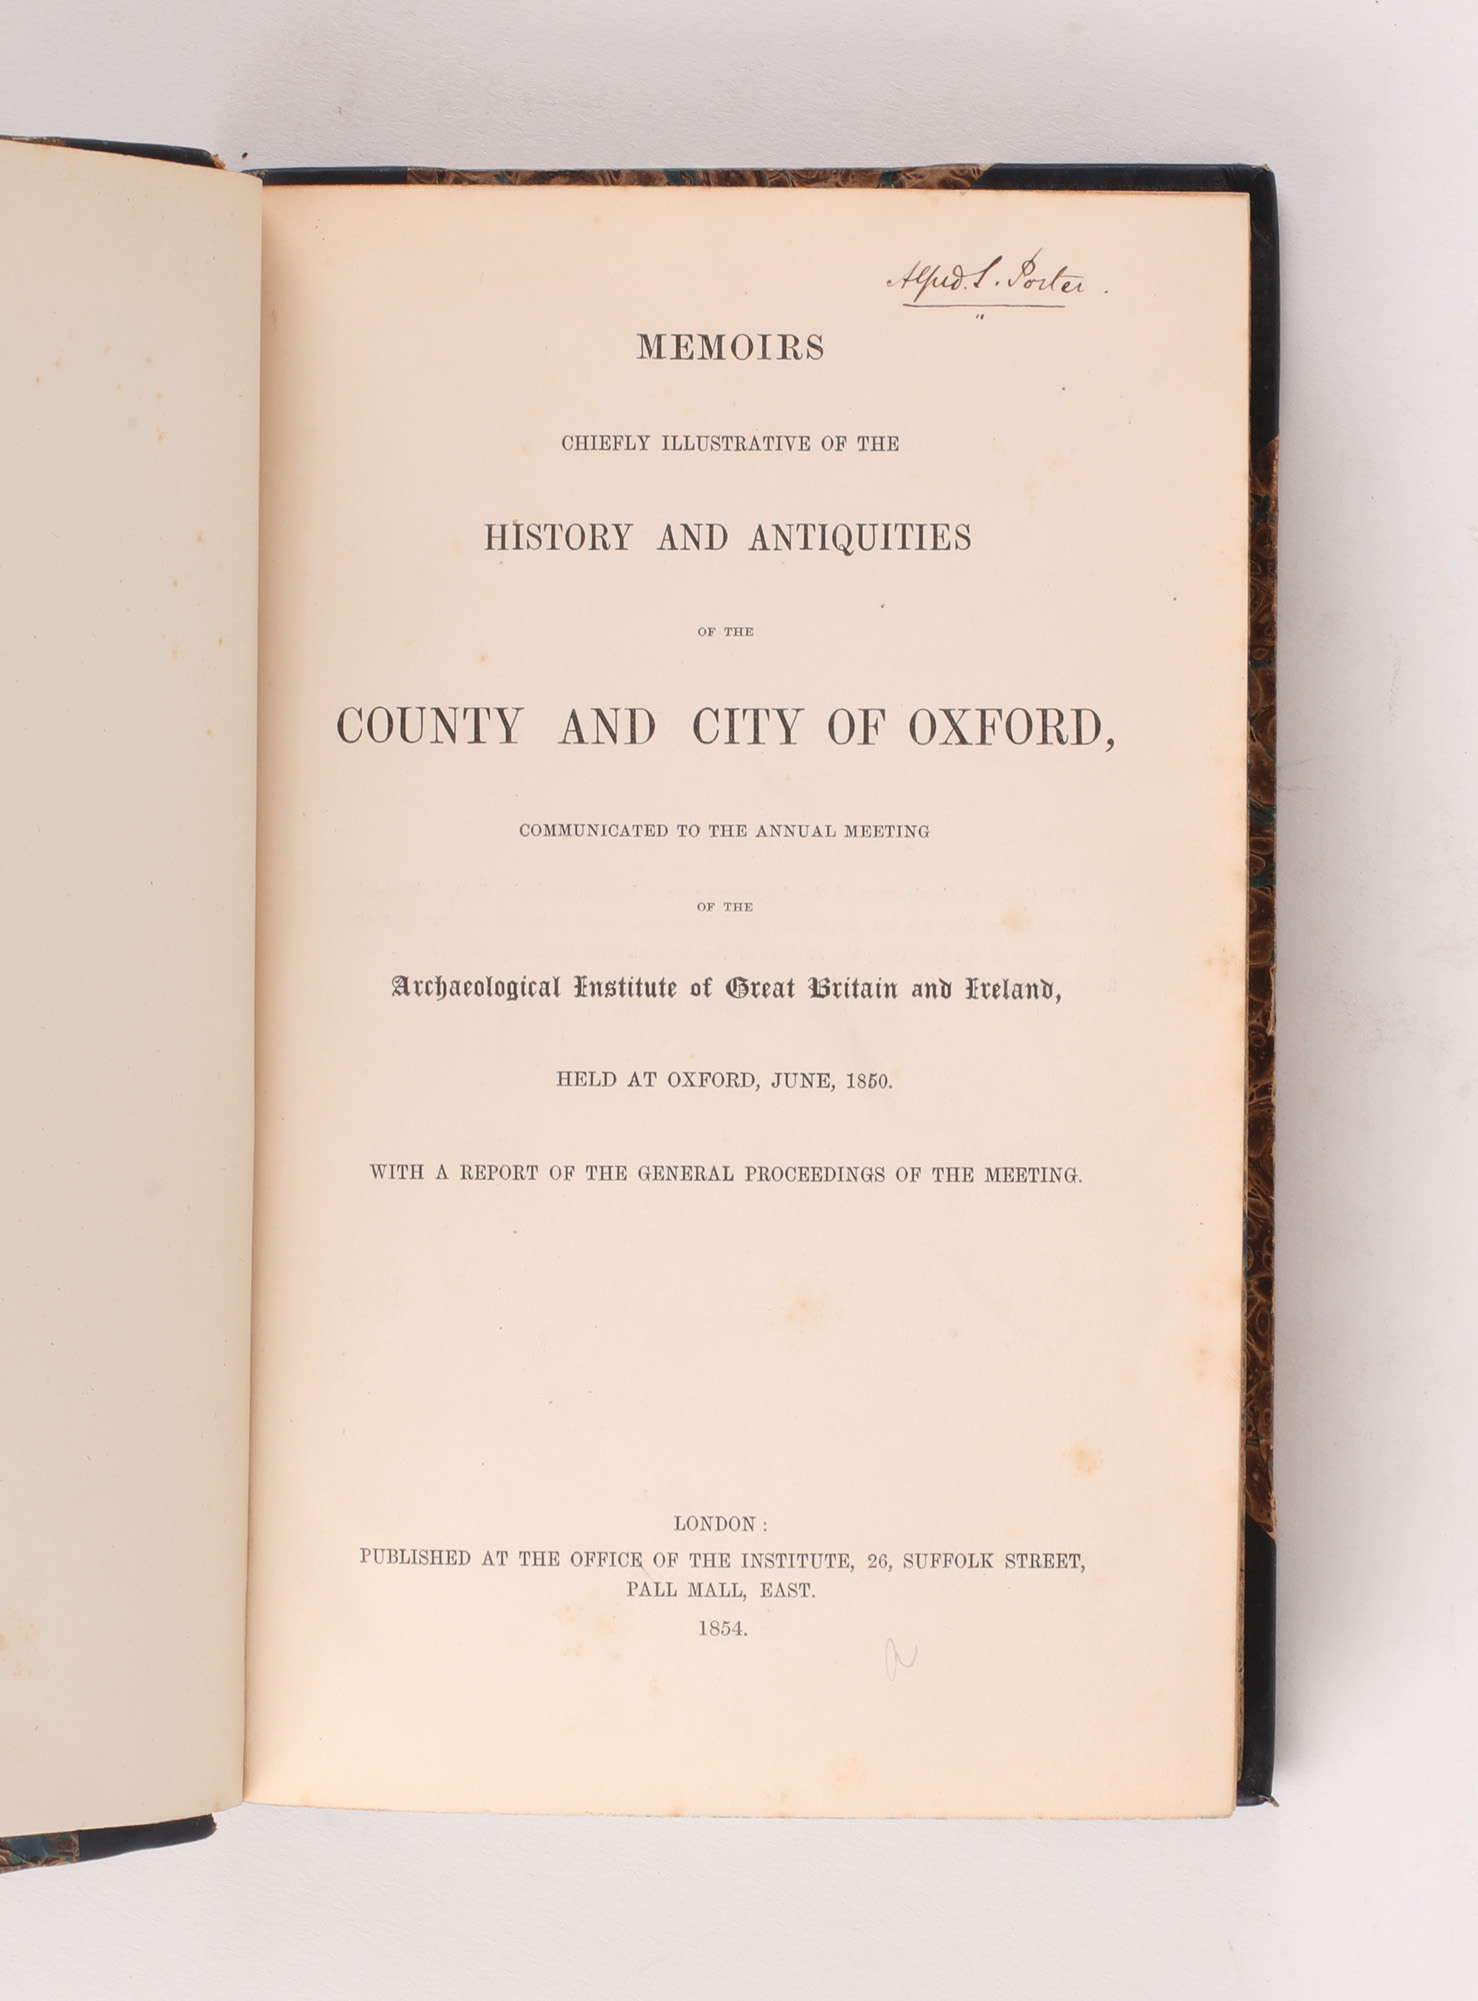 Alfred. L. Porter.
MEMOIRS
CHIEFLY ILLUSTRATIVE OF THE
HISTORY AND ANTIQUITIES
OF THE
COUNTY AND CITY OF OXFORD,
COMMUNICATED TO THE ANNUAL MEETING
OF THE
Archaeological Institute of Great Britain and Ireland,
HELD AT OXFORD, JUNE, 1850.
WITH A REPORT OF THE GENERAL PROCEEDINGS OF THE MEETING.
LONDON:
PUBLISHED AT THE OFFICE OF THE INSTITUTE, 26, SUFFOLK STREET,
PALL MALL, EAST.
1854.
a